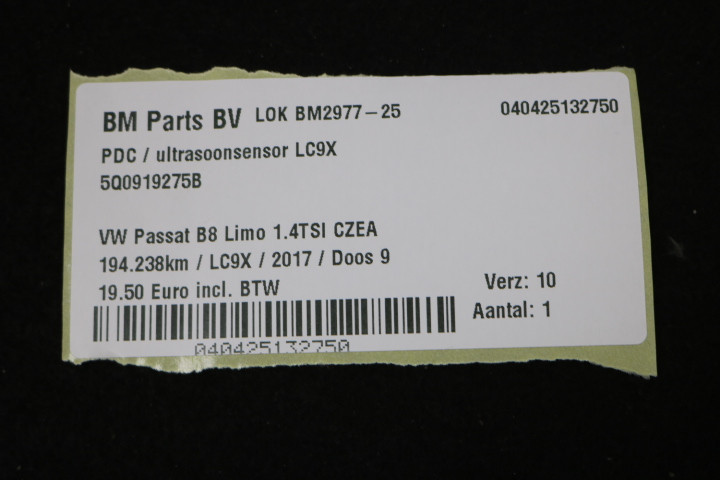 BM Parts BV LOK BM2977-25 040425132750
PDC / ultrasoonsensor LC9X
5Q0919275B
VW Passat B8 Limo 1.4TSI CZEA
194.238km / LC9X / 2017 / Doos 9
19.50 Euro incl. BTW Verz: 10
Aantal: 1
040425132750